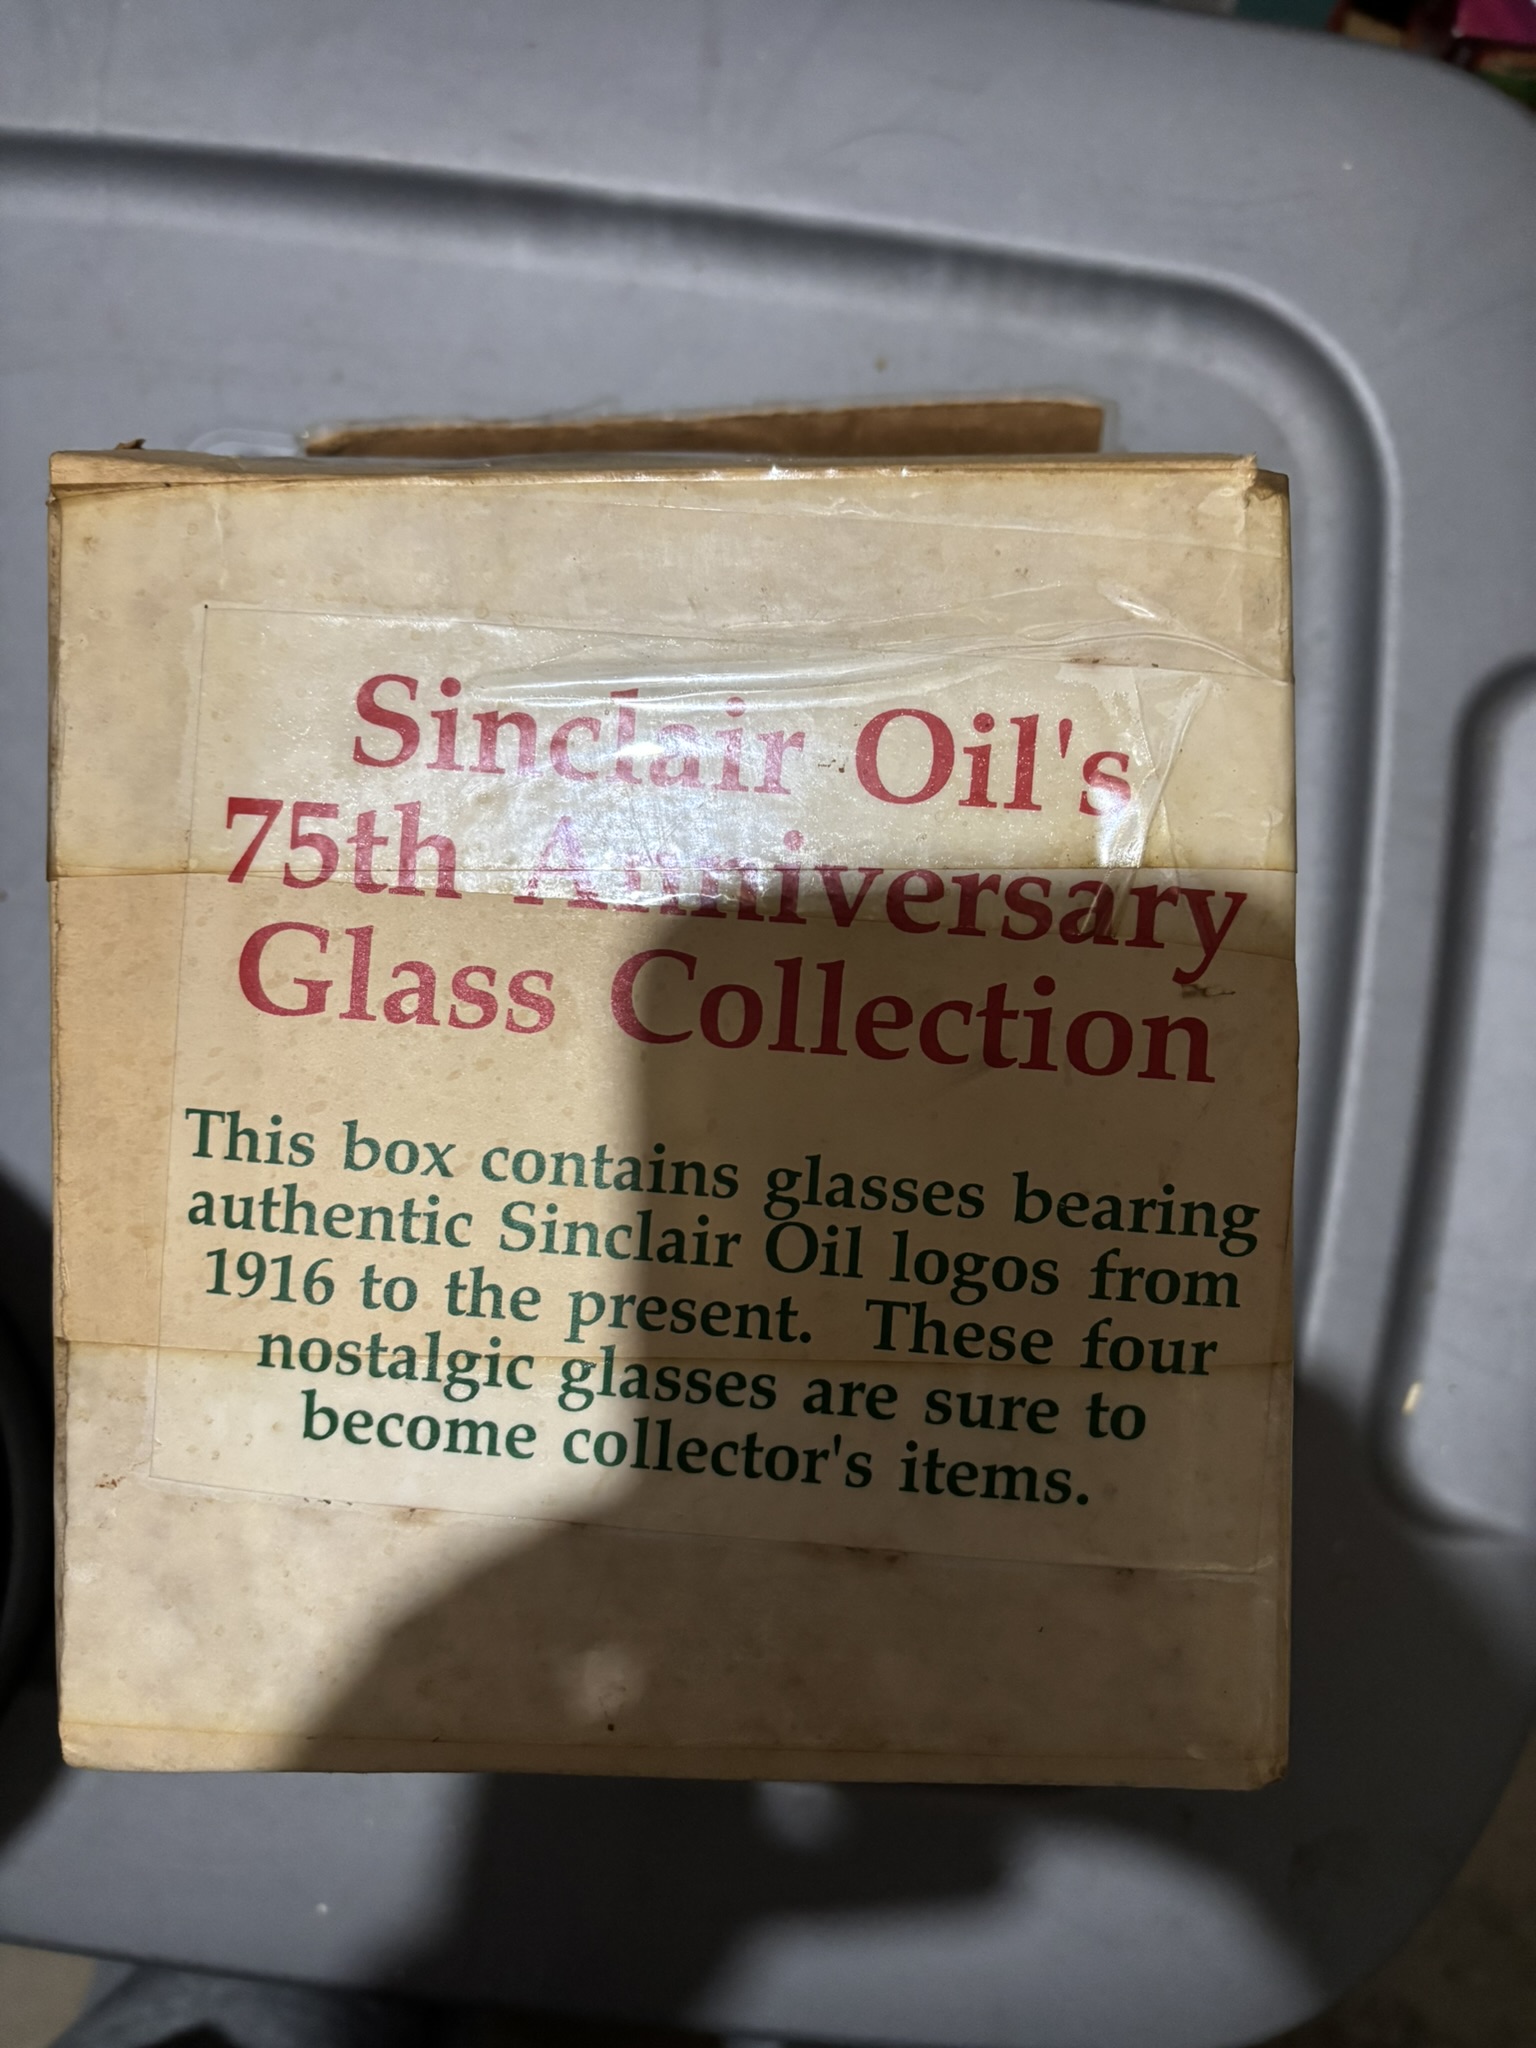 Sinclair Oil's
75th Anniversary
Glass Collection
This box contains glasses bearing
authentic Sinclair Oil logos from
1916 to the present. These four
nostalgic glasses are sure to
become collector's items.